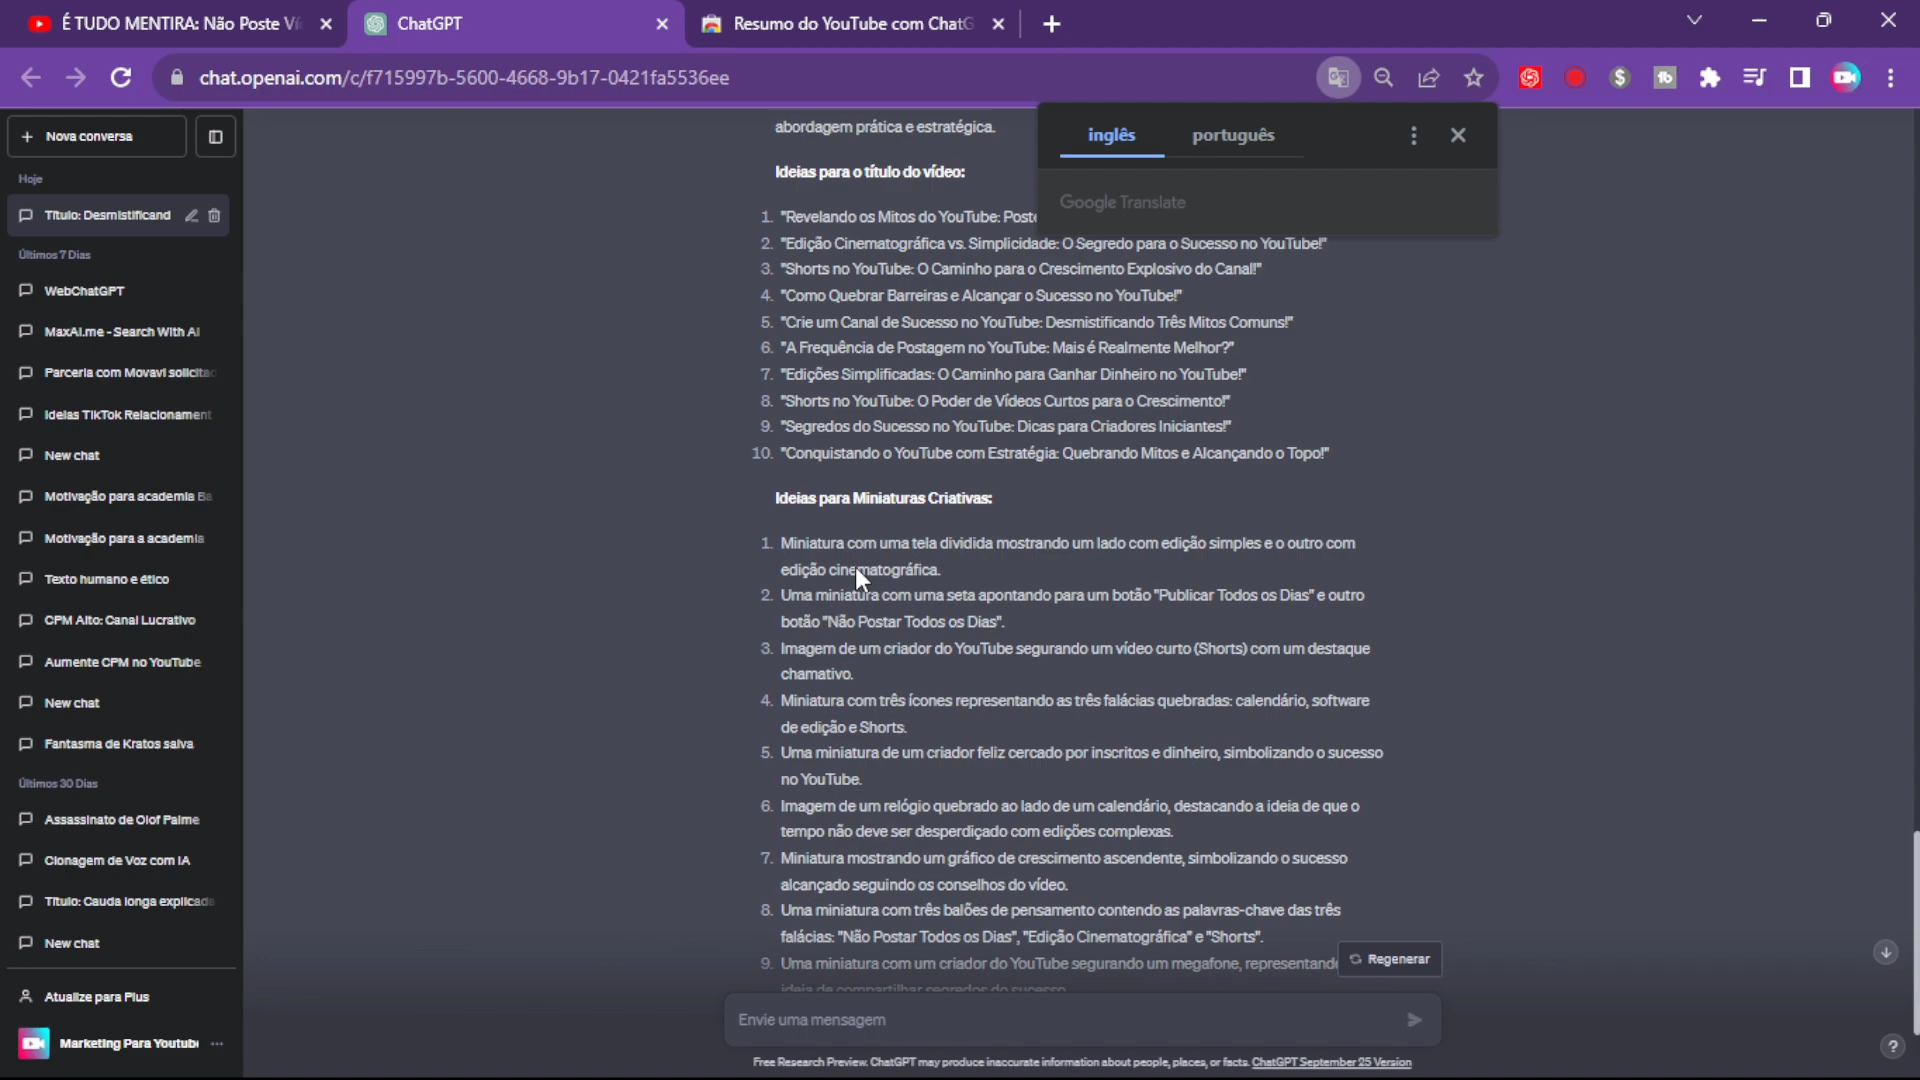 É TUDO MENTIRA: Não Poste
ChatGPT
Resumo do YouTube com ChatG
chat.openai.com/c/f715997b-5600-4668-9b17-0421fa5536ee
inglês
português
Google Translate
Nova conversa
Hoje
Título: Desmistificand
Últimos 7 Dias
WebChatGPT
MaxAI.me - Search With AI
Parceria com Movavi solicita
Ideias TikTok Relacionament
New chat
Motivação para academia Ba
Motivação para a academia
Texto humano e ético
CPM Alto: Canal Lucrativo
Aumente CPM no YouTube
New chat
Fantasma de Kratos salva
Últimos 30 Dias
Assassinato de Olof Palme
Clonagem de Voz com IA
Título: Cauda longa explicada
New chat
Atualize para Plus
Marketing Para Youtube
abordagem prática e estratégica.
Ideias para o título do vídeo:
1. "Revelando os Mitos do YouTube: Poste
2. "Edição Cinematográfica vs. Simplicidade: O Segredo para o Sucesso no YouTube!"
3. "Shorts no YouTube: O Caminho para o Crescimento Explosivo do Canal!"
4. "Como Quebrar Barreiras e Alcançar o Sucesso no YouTube!"
5. "Crie um Canal de Sucesso no YouTube: Desmistificando Três Mitos Comuns!"
6. "A Frequência de Postagem no YouTube: Mais é Realmente Melhor?"
7. "Edições Simplificadas: O Caminho para Ganhar Dinheiro no YouTube!"
8. "Shorts no YouTube: O Poder de Vídeos Curtos para o Crescimento!"
9. "Segredos do Sucesso no YouTube: Dicas para Criadores Iniciantes!"
10. "Conquistando o YouTube com Estratégia: Quebrando Mitos e Alcançando o Topo!"
Ideias para Miniaturas Criativas:
1. Miniatura com uma tela dividida mostrando um lado com edição simples e o outro com
edição cinematográfica.
2. Uma miniatura com uma seta apontando para um botão "Publicar Todos os Dias" e outro
botão "Não Postar Todos os Dias".
3. Imagem de um criador do YouTube segurando um vídeo curto (Shorts) com um destaque
chamativo.
4. Miniatura com três ícones representando as três falácias quebradas: calendário, software
de edição e Shorts.
5. Uma miniatura de um criador feliz cercado por inscritos e dinheiro, simbolizando o sucesso
no YouTube.
6. Imagem de um relógio quebrado ao lado de um calendário, destacando a ideia de que o
tempo não deve ser desperdiçado com edições complexas.
7. Miniatura mostrando um gráfico de crescimento ascendente, simbolizando o sucesso
alcançado seguindo os conselhos do vídeo.
8. Uma miniatura com três balões de pensamento contendo as palavras-chave das três
falácias: "Não Postar Todos os Dias", "Edição Cinematográfica" e "Shorts".
9. Uma miniatura com um criador do YouTube segurando um megafone, representando
ideia de compartilhar segredos do sucesso.
Regenerar
Envie uma mensagem
Free Research Preview. ChatGPT may produce inaccurate information about people, places, or facts. ChatGPT September 25 Version